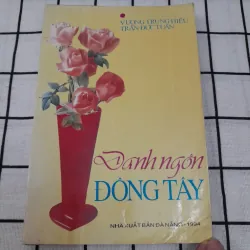 VƯƠNG TRUNG HIẾU
TRẦN ĐỨC TUẤN
Danh ngôn
ĐÔNG TÂY
NHÀ XUẤT BẢN ĐÀ NẴNG - 1994